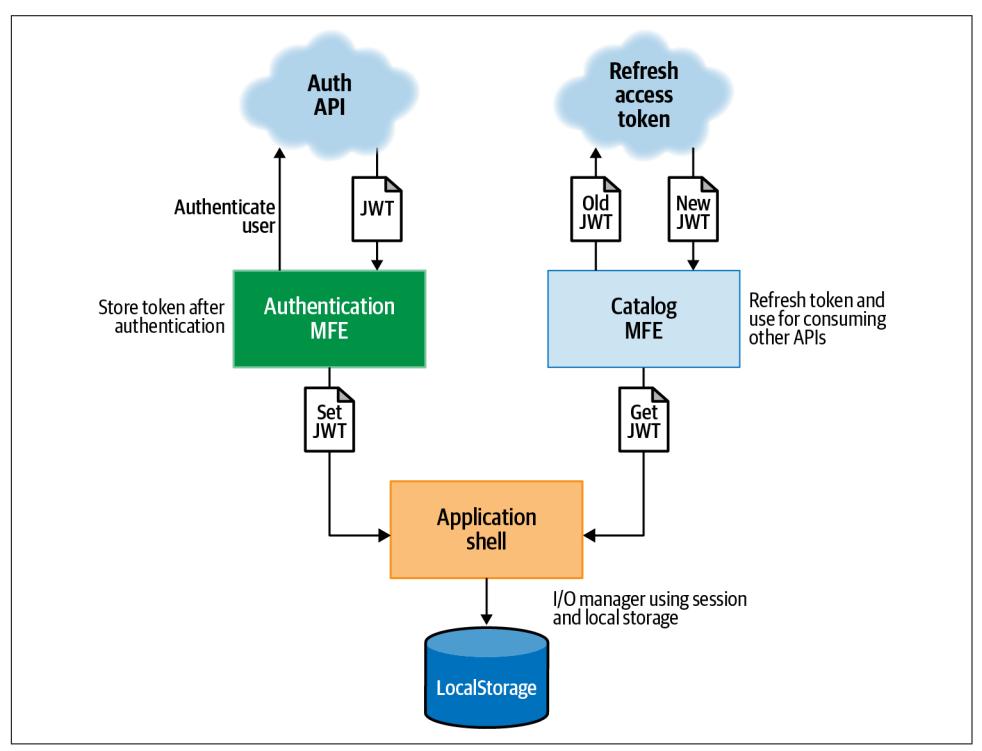 Auth
API
Refresh
access
token
Authenticate
user
JWT
Old
JWT
New
JWT
Store token after
authentication
Authentication
MFE
Catalog
MFE
Refresh token and
use for consuming
other APIs
Set
JWT
Get
JWT
Application
shell
I/O manager using session
and local storage
LocalStorage